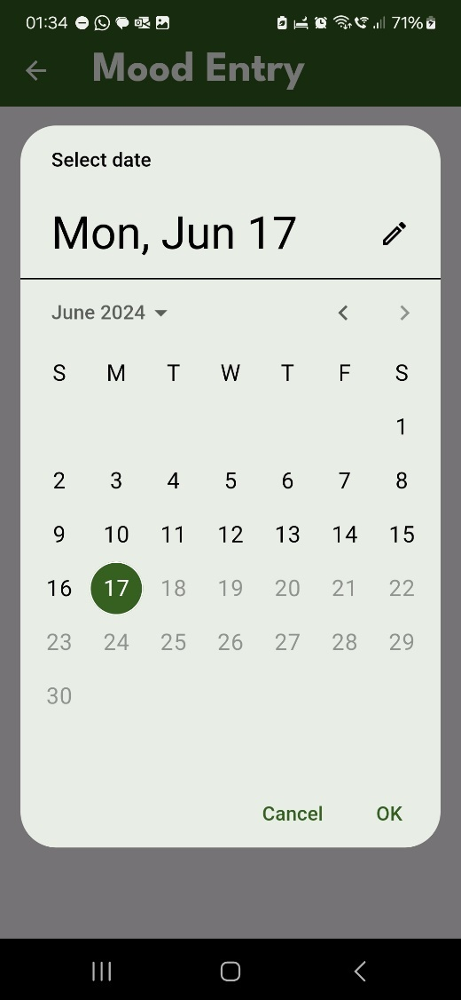 01:34 71%
Mood Entry
Select date
Mon, Jun 17
June 2024
S M T W T F S
1
2 3 4 5 6 7 8
9 10 11 12 13 14 15
16 17 18 19 20 21 22
23 24 25 26 27 28 29
30
Cancel OK